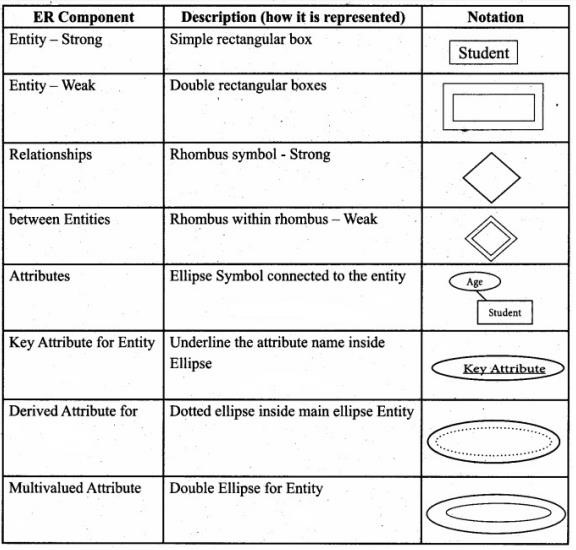 ER Component Description (how it is represented) Notation
Entity – Strong Simple rectangular box Student
Entity – Weak Double rectangular boxes
Relationships Rhombus symbol - Strong
between Entities Rhombus within rhombus – Weak
Attributes Ellipse Symbol connected to the entity
Age
Student
Key Attribute for Entity Underline the attribute name inside
Ellipse
Key Attribute
Derived Attribute for Dotted ellipse inside main ellipse Entity
Multivalued Attribute Double Ellipse for Entity